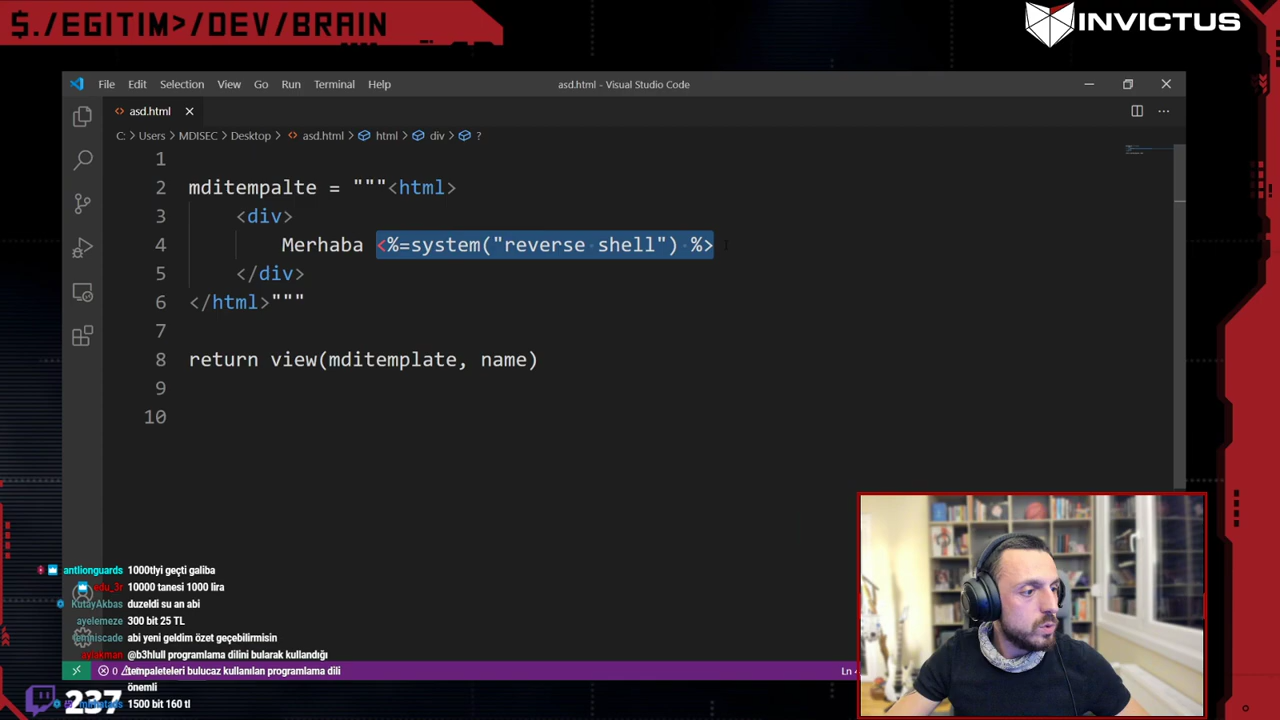 $./EGITIM>/DEV/BRAIN
INVICTUS
File Edit Selection View Go Run Terminal Help
asd.html - Visual Studio Code
asd.html
C: > Users > MDISEC > Desktop > asd.html > html > div > ?
1
2 mditempalte = """<html>
3 <div>
4 Merhaba <%=system("reverse shell") %>
5 </div>
6 </html>"""
7
8 return view(mditemplate, name)
9
10
antlionguards 1000tlyi geçti galiba
edu_3r 10000 tanesi 1000 lira
KutayAkbas duzeldi su an abi
ayelemeze 300 bit 25 TL
abi yeni geldim özet geçebilirmisin
@b3hlull programlama dilini bularak kullandığı
tempaleteleri bulucaz kullanılan programlama dili
önemli
1500 bit 160 tl
0
Ln
237